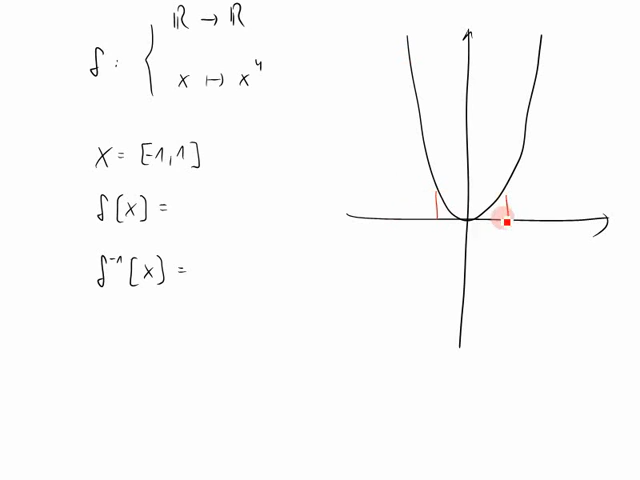 f : { ℝ → ℝ
x ↦ x⁴
X = [-1,1]
f[X] =
f⁻¹[X] =